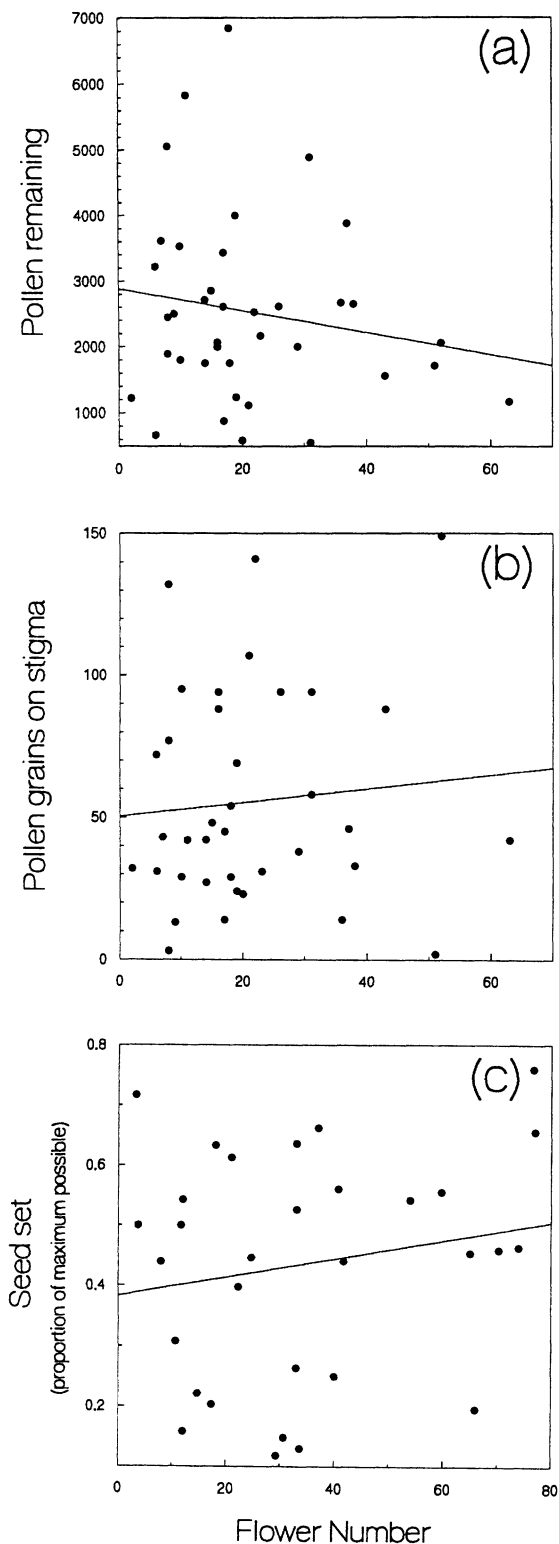 (a)
Pollen remaining
7000
6000
5000
4000
3000
2000
1000
0 20 40 60
(b)
Pollen grains on stigma
150
100
50
0
0 20 40 60
(c)
Seed set
(proportion of maximum possible)
0.8
0.6
0.4
0.2
0 20 40 60 80
Flower Number